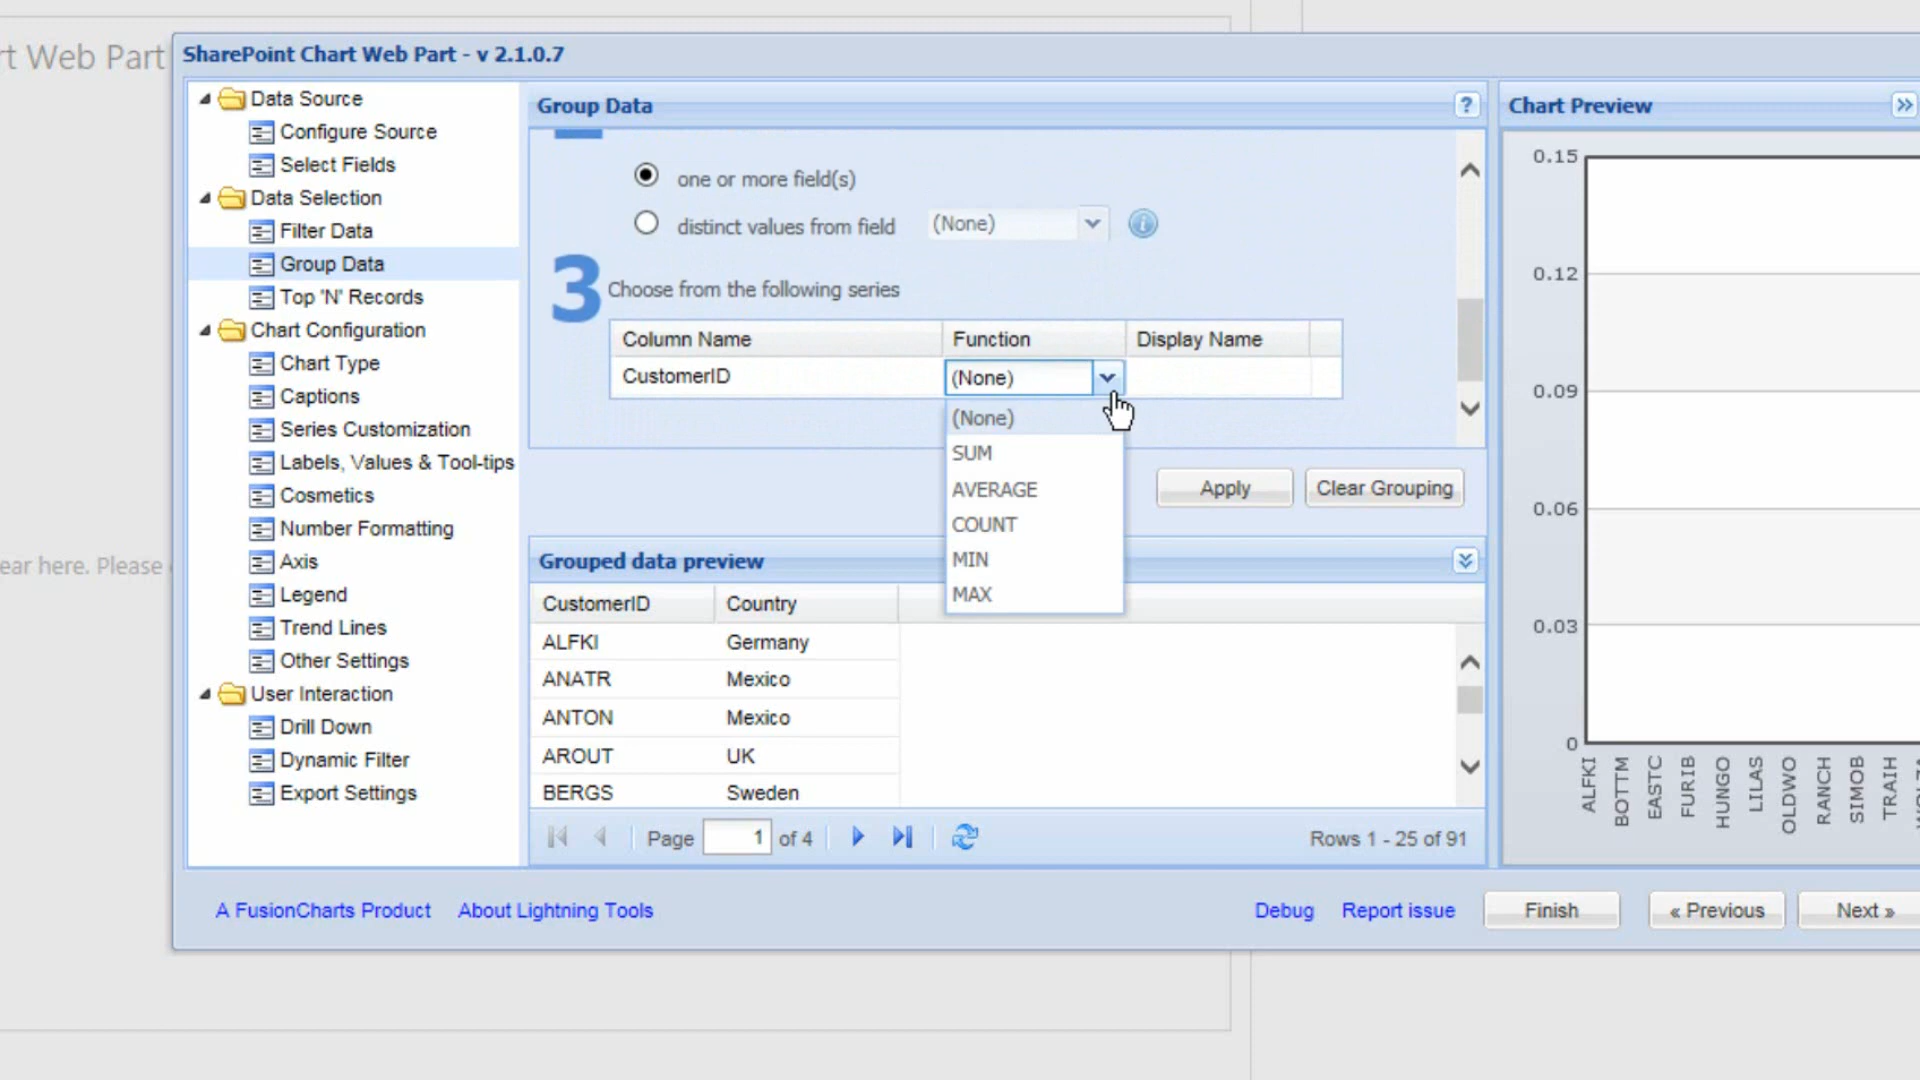 rt Web Part
SharePoint Chart Web Part - v 2.1.0.7
Data Source
Configure Source
Select Fields
Data Selection
Filter Data
Group Data
Top 'N' Records
Chart Configuration
Chart Type
Captions
Series Customization
Labels, Values & Tool-tips
Cosmetics
Number Formatting
Axis
Legend
Trend Lines
Other Settings
User Interaction
Drill Down
Dynamic Filter
Export Settings
ear here. Please
Group Data
?
one or more field(s)
distinct values from field (None)
3 Choose from the following series
Column Name Function Display Name
CustomerID (None)
(None)
SUM
AVERAGE
COUNT
MIN
MAX
Apply Clear Grouping
Grouped data preview
CustomerID Country
ALFKI Germany
ANATR Mexico
ANTON Mexico
AROUT UK
BERGS Sweden
Page 1 of 4 Rows 1 - 25 of 91
Chart Preview
0.15
0.12
0.09
0.06
0.03
0
ALFKI
BOTTM
EASTC
FURIB
HUNGO
LILAS
OLDWO
RANCH
SIMOB
TRAIH
A FusionCharts Product About Lightning Tools Debug Report issue Finish « Previous Next »